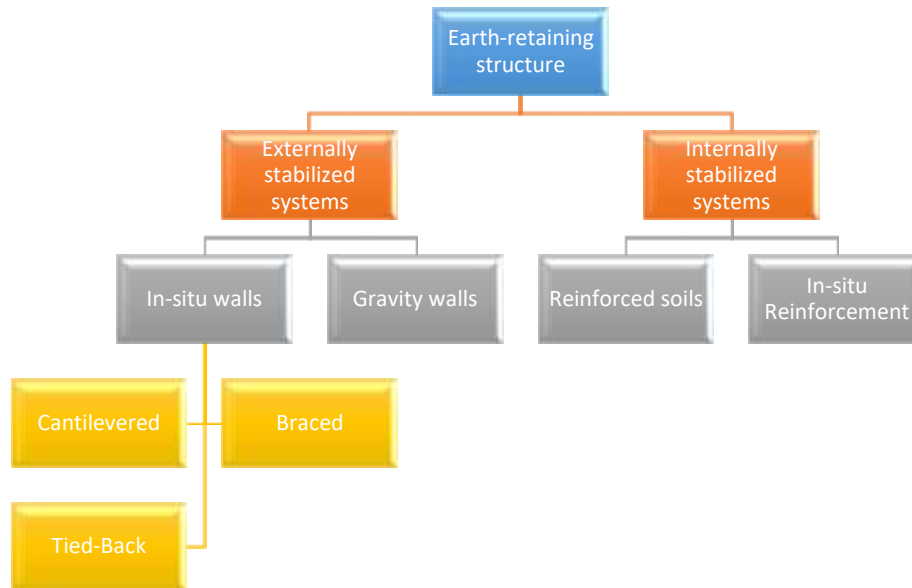 Earth-retaining
structure
Externally
stabilized
systems
Internally
stabilized
systems
In-situ walls
Gravity walls
Reinforced soils
In-situ
Reinforcement
Cantilevered
Braced
Tied-Back